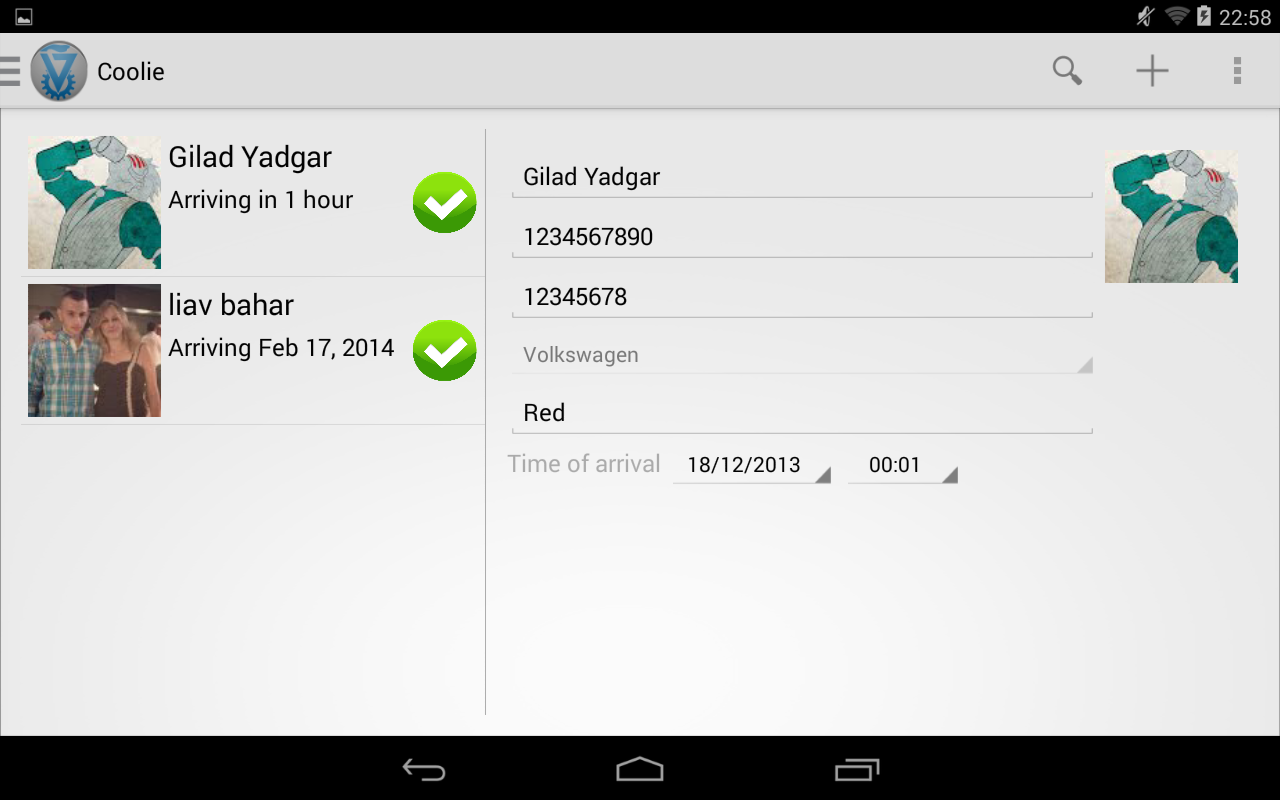 22:58
Coolie
Gilad Yadgar
Arriving in 1 hour
liav bahar
Arriving Feb 17, 2014
Gilad Yadgar
1234567890
12345678
Volkswagen
Red
Time of arrival 18/12/2013 00:01